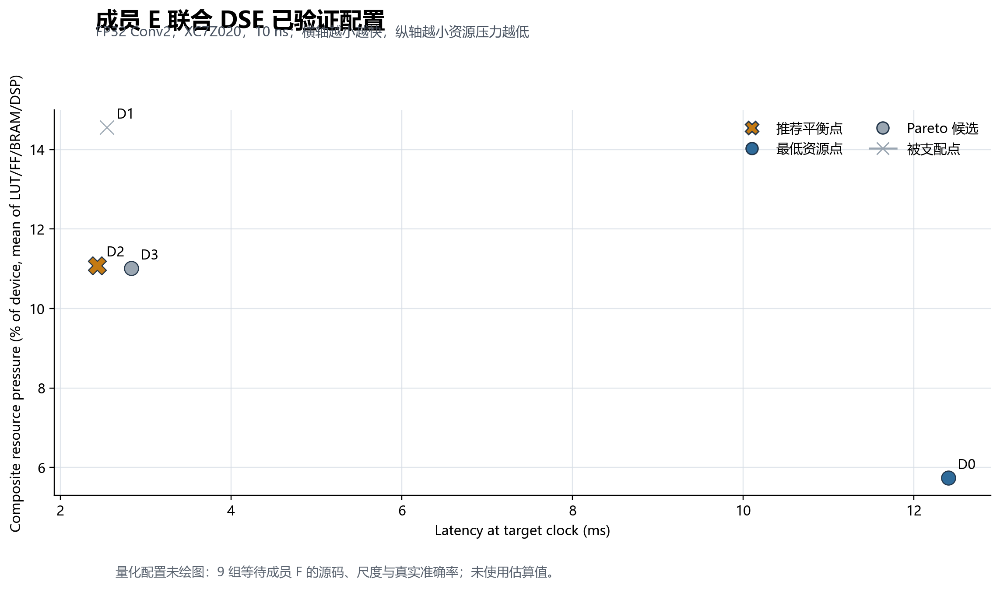 成员 E 联合 DSE 已验证配置
FP32 Conv2，XC7Z020，10 ns；横轴越小越快，纵轴越小资源压力越低
Composite resource pressure (% of device, mean of LUT/FF/BRAM/DSP)
D1
推荐平衡点
Pareto 候选
最低资源点
被支配点
14
12
D2
D3
10
8
6
D0
2
4
6
8
10
12
Latency at target clock (ms)
量化配置未绘图：9 组等待成员 F 的源码、尺度与真实准确率；未使用估算值。